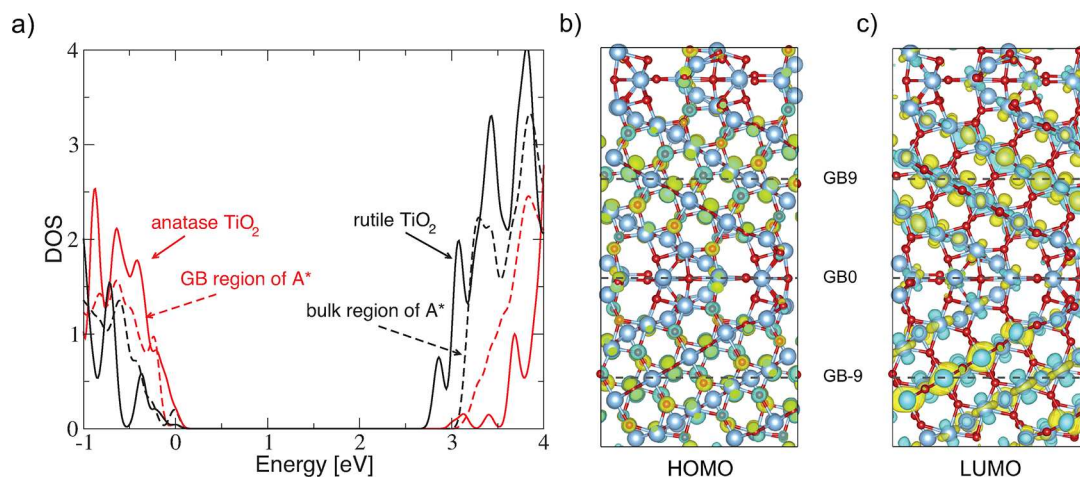 a)
b)
c)
4
3
2
1
0
DOS
anatase TiO2
GB region of A*
rutile TiO2
bulk region of A*
-1
0
1
2
3
4
Energy [eV]
GB9
GB0
GB-9
HOMO
LUMO